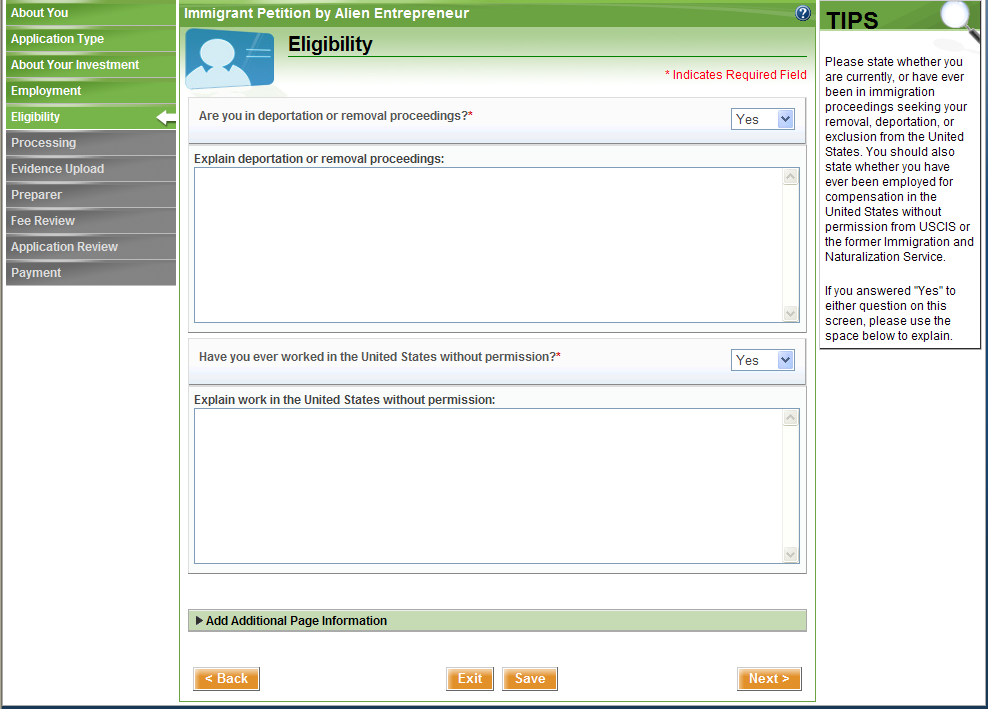 About You
Application Type
About Your Investment
Employment
Eligibility
Processing
Evidence Upload
Preparer
Fee Review
Application Review
Payment
Immigrant Petition by Alien Entrepreneur
?
Eligibility
* Indicates Required Field
Are you in deportation or removal proceedings?*
Yes
Explain deportation or removal proceedings:
Have you ever worked in the United States without permission?*
Yes
Explain work in the United States without permission:
Add Additional Page Information
< Back
Exit
Save
Next >
TIPS
Please state whether you
are currently, or have ever
been in immigration
proceedings seeking your
removal, deportation, or
exclusion from the United
States. You should also
state whether you have
ever been employed for
compensation in the
United States without
permission from USCIS or
the former Immigration and
Naturalization Service.
If you answered "Yes" to
either question on this
screen, please use the
space below to explain.